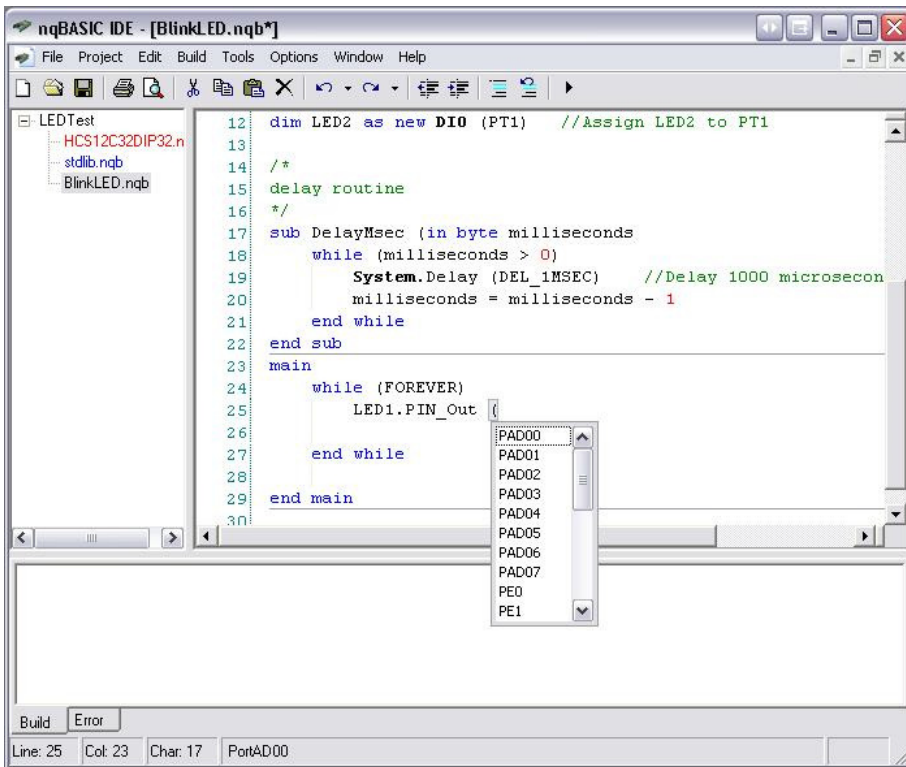 nqBASIC IDE - [BlinkLED.nqb*]
File Project Edit Build Tools Options Window Help
LEDTest
HCS12C32DIP32.n
stdlib.nqb
BlinkLED.nqb
12 dim LED2 as new DIO (PT1) //Assign LED2 to PT1
13
14 /*
15 delay routine
16 */
17 sub DelayMsec (in byte milliseconds
18 while (milliseconds > 0)
19 System.Delay (DEL_1MSEC) //Delay 1000 microsecon
20 milliseconds = milliseconds - 1
21 end while
22 end sub
23 main
24 while (FOREVER)
25 LED1.PIN_Out (
26
27 end while
28
29 end main
30
PAD00
PAD01
PAD02
PAD03
PAD04
PAD05
PAD06
PAD07
PE0
PE1
Build Error
Line: 25 Col: 23 Char: 17 PortAD00